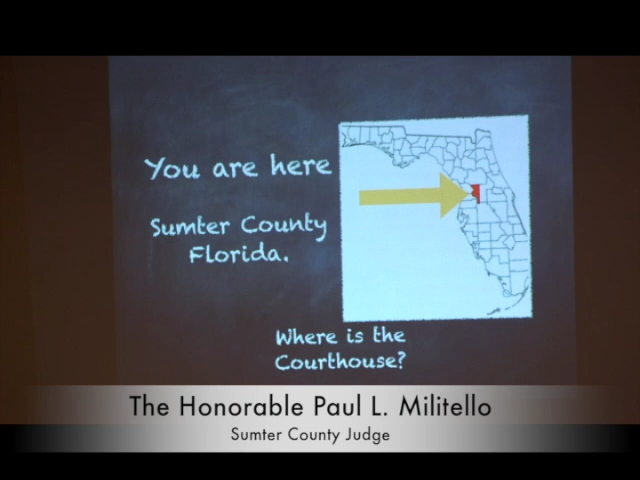 You are here
Sumter County
Florida.
Where is the
Courthouse?
The Honorable Paul L. Militello
Sumter County Judge